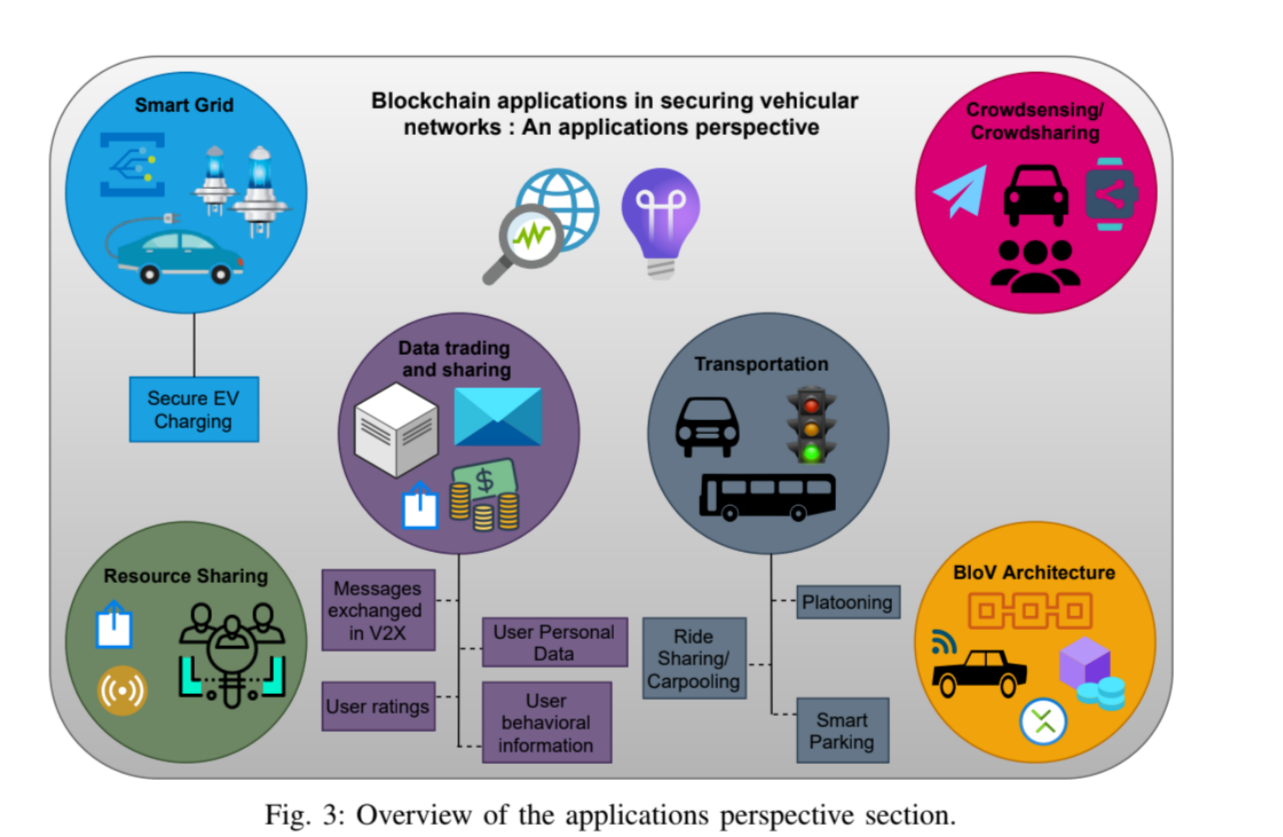 Smart Grid
Blockchain applications in securing vehicular
networks : An applications perspective
Crowdsensing/
Crowdsharing
Secure EV
Charging
Data trading
and sharing
$
Transportation
Resource Sharing
Messages
exchanged
in V2X
User Personal
Data
User ratings
User
behavioral
information
Platooning
Ride
Sharing/
Carpooling
Smart
Parking
BIoV Architecture
Fig. 3: Overview of the applications perspective section.